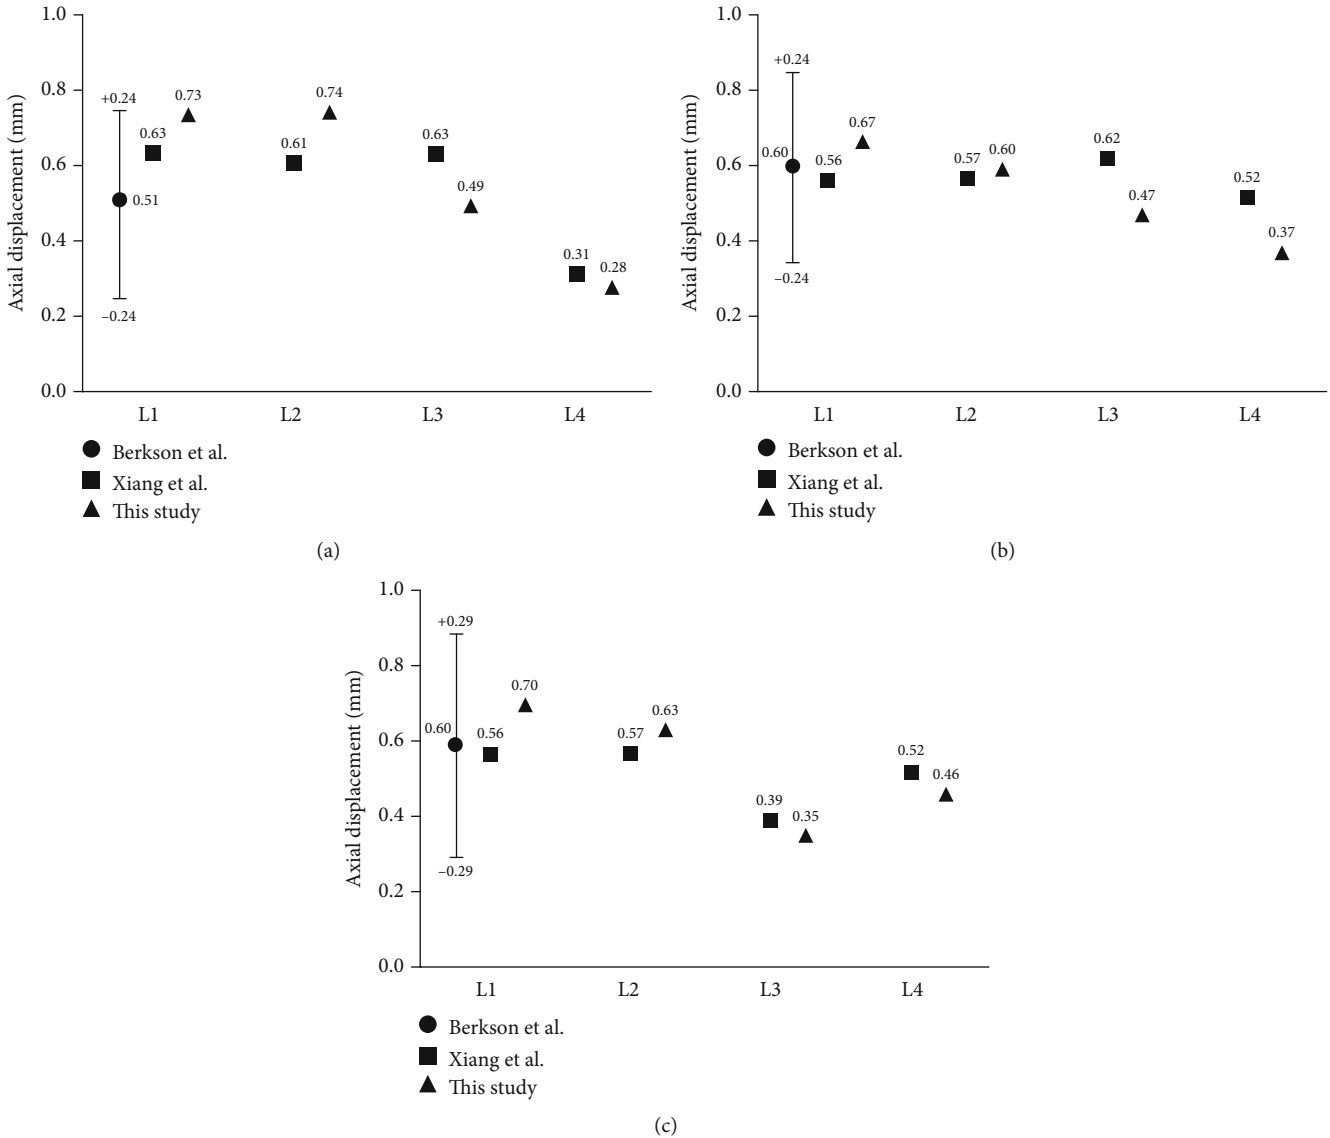 1.0
0.8
0.6
0.4
0.2
0.0
Axial displacement (mm)
+0.24
0.51
−0.24
0.63
0.73
0.61
0.74
0.63
0.49
0.31
0.28
L1 L2 L3 L4
Berkson et al.
Xiang et al.
This study
(a)
1.0
0.8
0.6
0.4
0.2
0.0
Axial displacement (mm)
+0.24
0.60
−0.24
0.56
0.67
0.57
0.60
0.62
0.47
0.52
0.37
L1 L2 L3 L4
Berkson et al.
Xiang et al.
This study
(b)
1.0
0.8
0.6
0.4
0.2
0.0
Axial displacement (mm)
+0.29
0.60
−0.29
0.56
0.70
0.57
0.63
0.39
0.35
0.52
0.46
L1 L2 L3 L4
Berkson et al.
Xiang et al.
This study
(c)